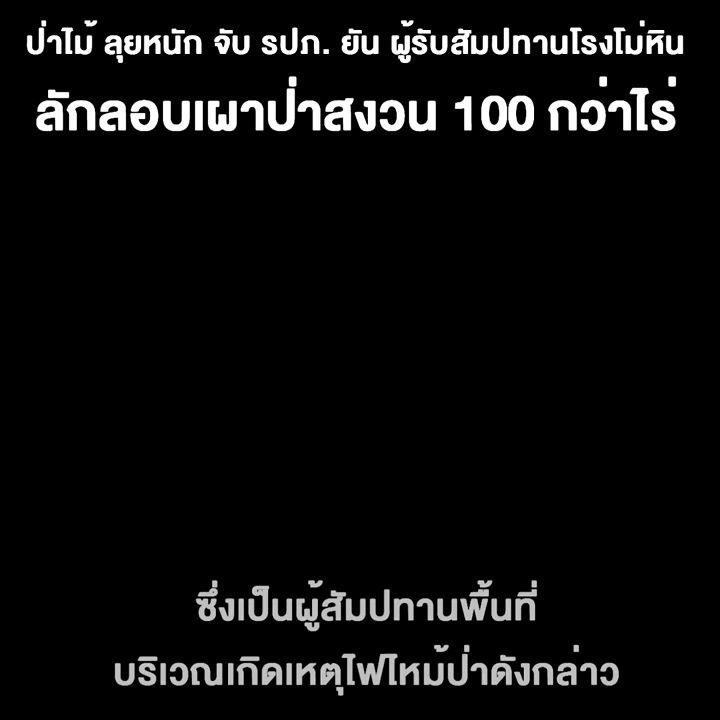 ป่าไม้ ลุยหนัก จับ รปภ. ยัน ผู้รับสัมปทานโรงโม่หิน
ลักลอบเผาป่าสงวน 100 กว่าไร่
ซึ่งเป็นผู้สัมปทานพื้นที่
บริเวณเกิดเหตุไฟไหม้ป่าดังกล่าว